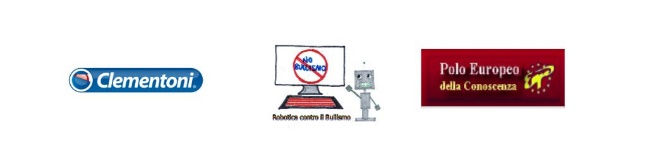 Clementoni®
NO
BULLISMO
Robotica contro il Bullismo
Polo Europeo
della Conoscenza